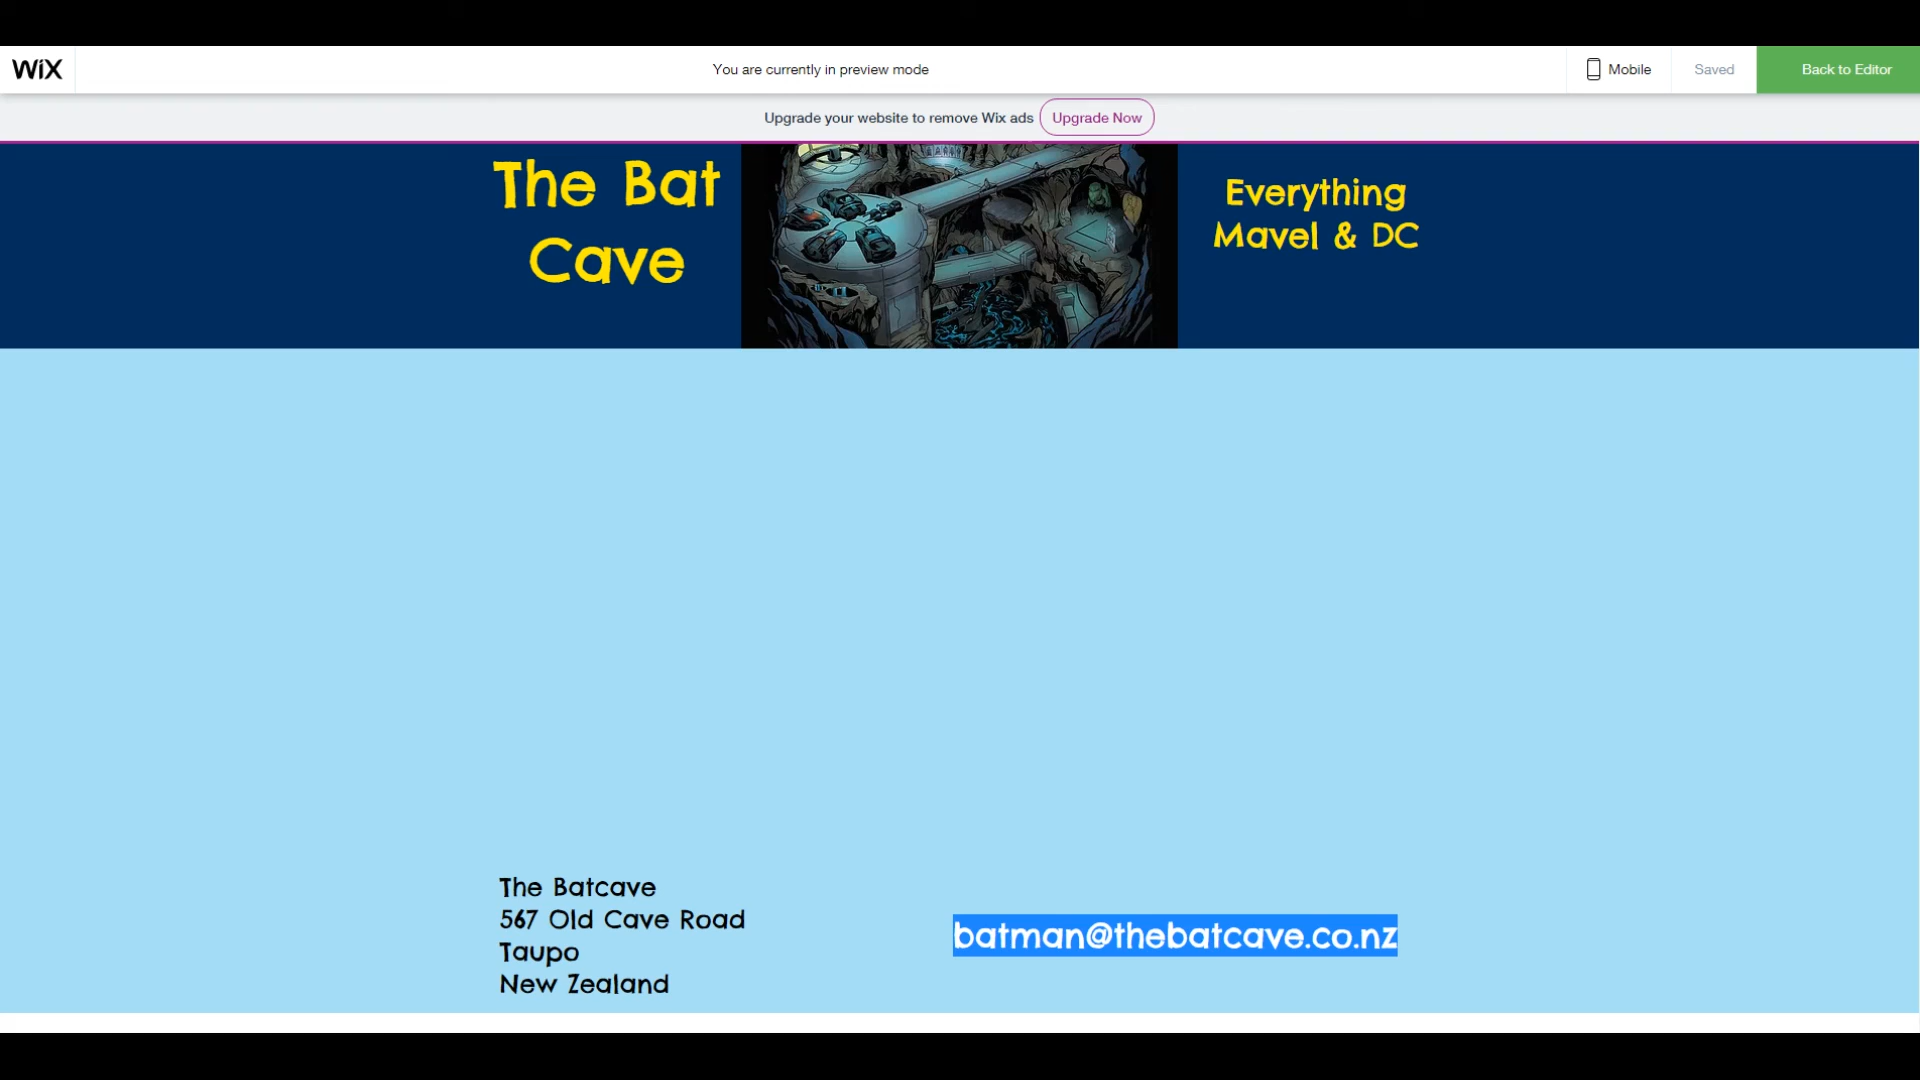 WiX
You are currently in preview mode
Mobile
Saved
Back to Editor
Upgrade your website to remove Wix ads
Upgrade Now
The Bat
Cave
Everything
Mavel & DC
The Batcave
567 Old Cave Road
Taupo
New Zealand
batman@thebatcave.co.nz